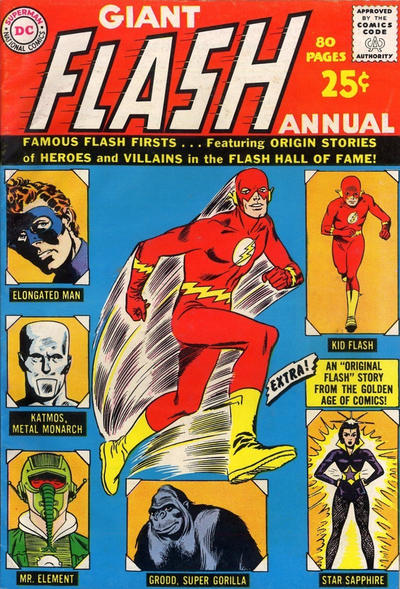 SUPERMAN
DC
NATIONAL COMICS
GIANT
FLASH
80
PAGES
25¢
ANNUAL
APPROVED
BY THE
COMICS
CODE
AUTHORITY
FAMOUS FLASH FIRSTS . . . Featuring ORIGIN STORIES
of HEROES and VILLAINS in the FLASH HALL OF FAME!
ELONGATED MAN
KID FLASH
EXTRA!
AN "ORIGINAL
FLASH" STORY
FROM THE GOLDEN
AGE OF COMICS!
KATMOS,
METAL MONARCH
MR. ELEMENT
GRODD, SUPER GORILLA
STAR SAPPHIRE